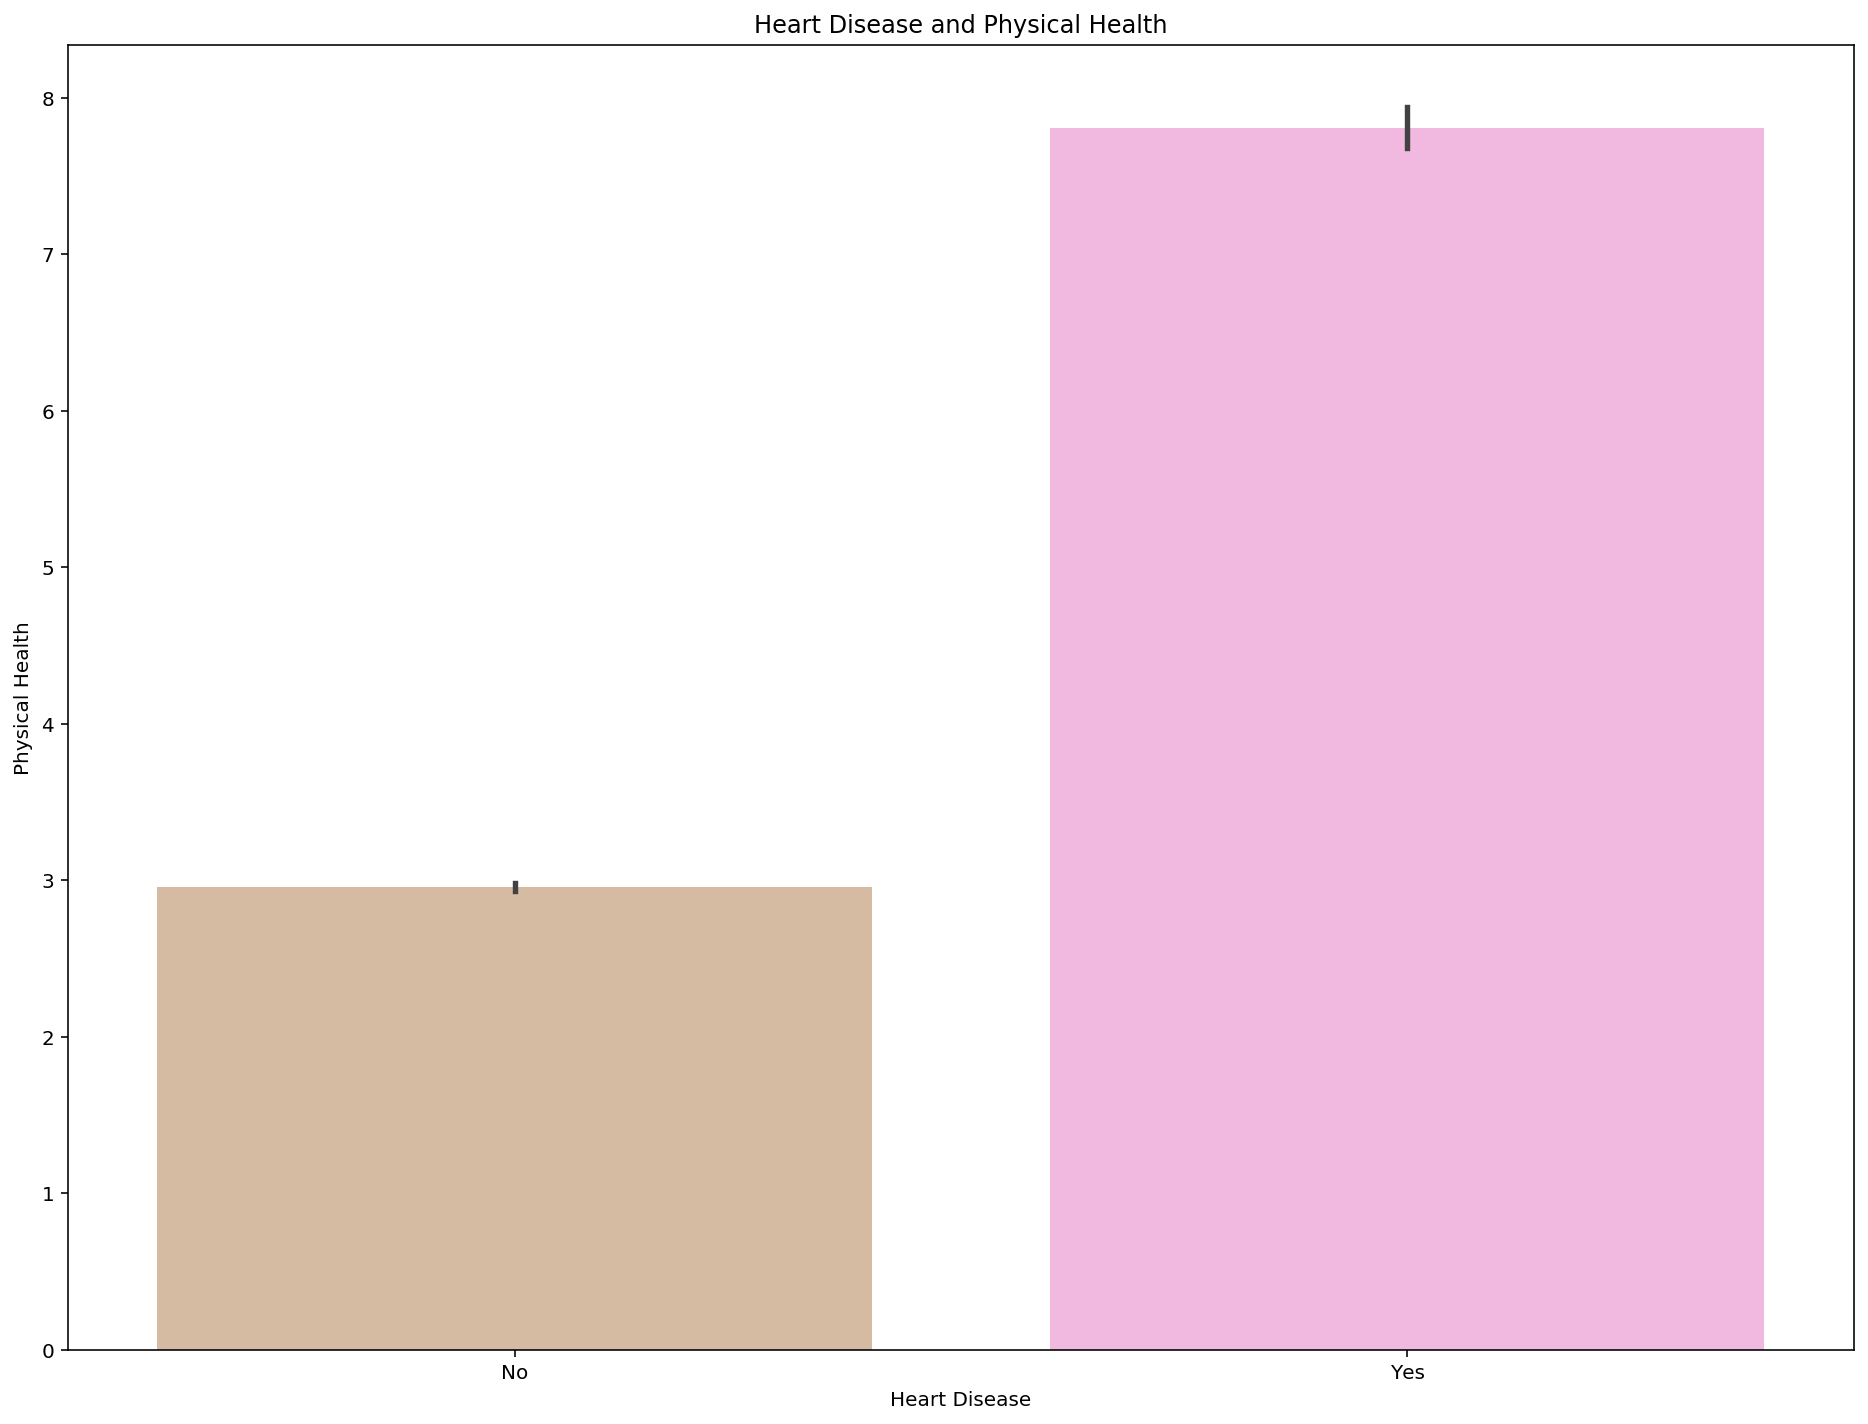 Heart Disease and Physical Health
8
7
6
5
4
3
2
1
0
Physical Health
No
Yes
Heart Disease